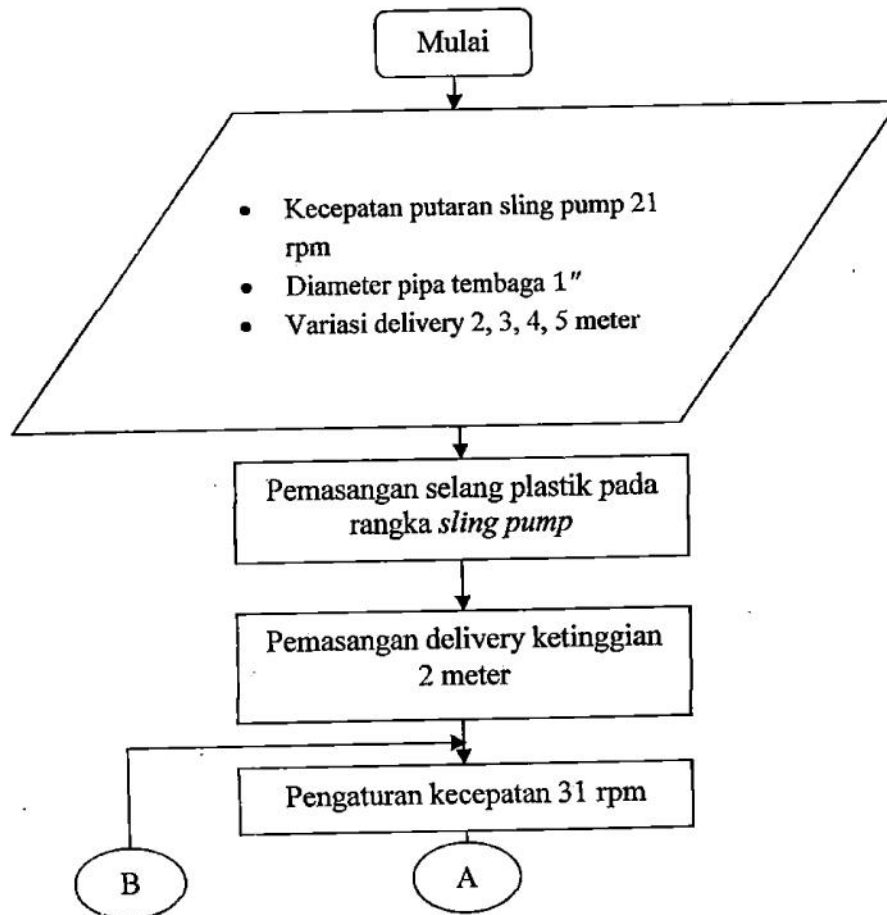 Mulai
• Kecepatan putaran sling pump 21
rpm
• Diameter pipa tembaga 1"
• Variasi delivery 2, 3, 4, 5 meter
Pemasangan selang plastik pada
rangka sling pump
Pemasangan delivery ketinggian
2 meter
Pengaturan kecepatan 31 rpm
B
A